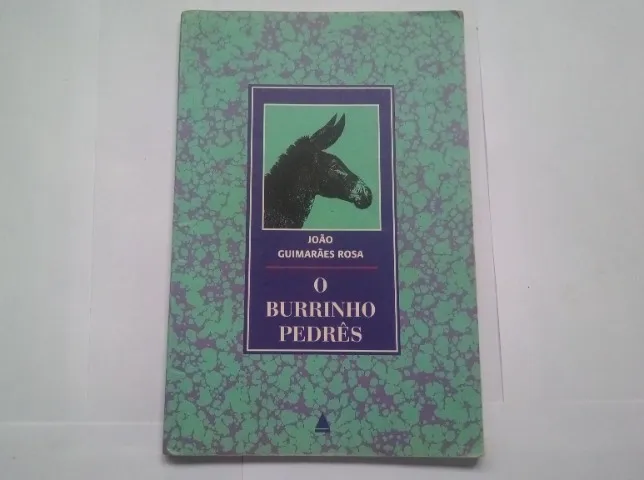 JOÃO
GUIMARÃES ROSA
O
BURRINHO
PEDRÊS